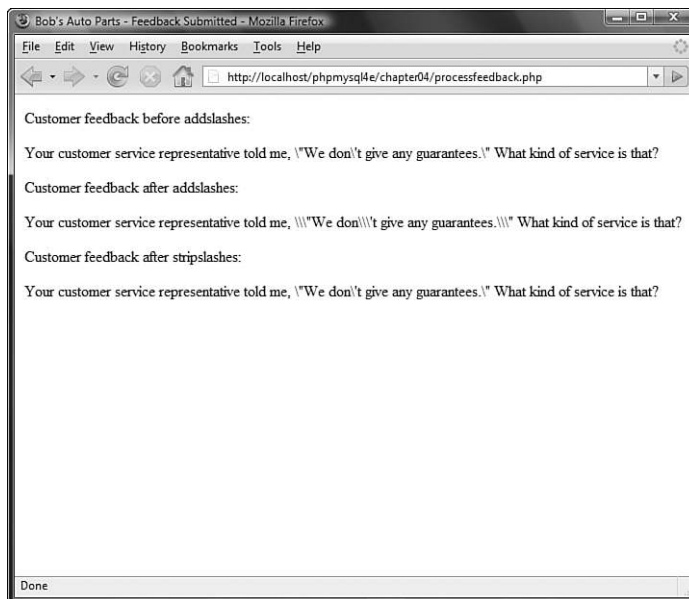 Bob's Auto Parts - Feedback Submitted - Mozilla Firefox
File Edit View History Bookmarks Tools Help
http://localhost/phpmysql4e/chapter04/processfeedback.php
Customer feedback before addslashes:
Your customer service representative told me, \"We don\'t give any guarantees.\" What kind of service is that?
Customer feedback after addslashes:
Your customer service representative told me, \\\"We don\\\'t give any guarantees.\\\" What kind of service is that?
Customer feedback after stripslashes:
Your customer service representative told me, \"We don\'t give any guarantees.\" What kind of service is that?
Done